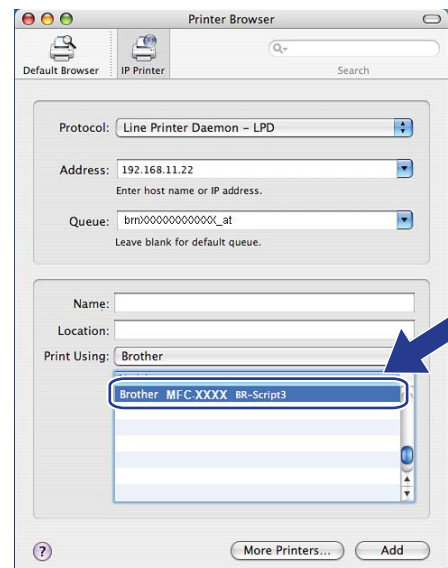 Printer Browser
Default Browser
IP Printer
Q-
Search
Protocol: Line Printer Daemon – LPD
Address: 192.168.11.22
Enter host name or IP address.
Queue: brnXXXXXXXXXXXX_at
Leave blank for default queue.
Name:
Location:
Print Using: Brother
Brother MFC-XXXX BR-Script3
? More Printers... Add